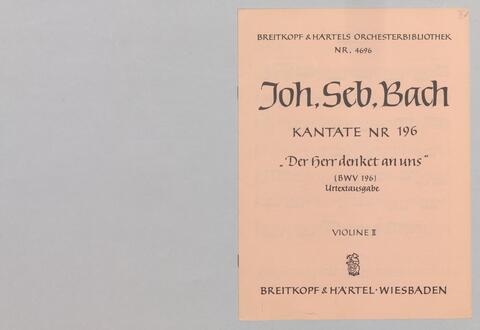 BREITKOPF & HÄRTELS ORCHESTERBIBLIOTHEK
NR. 4696
Joh. Seb. Bach
KANTATE NR 196
„Der Herr denket an uns“
(BWV 196)
Urtextausgabe
VIOLINE II
BREITKOPF & HÄRTEL · WIESBADEN